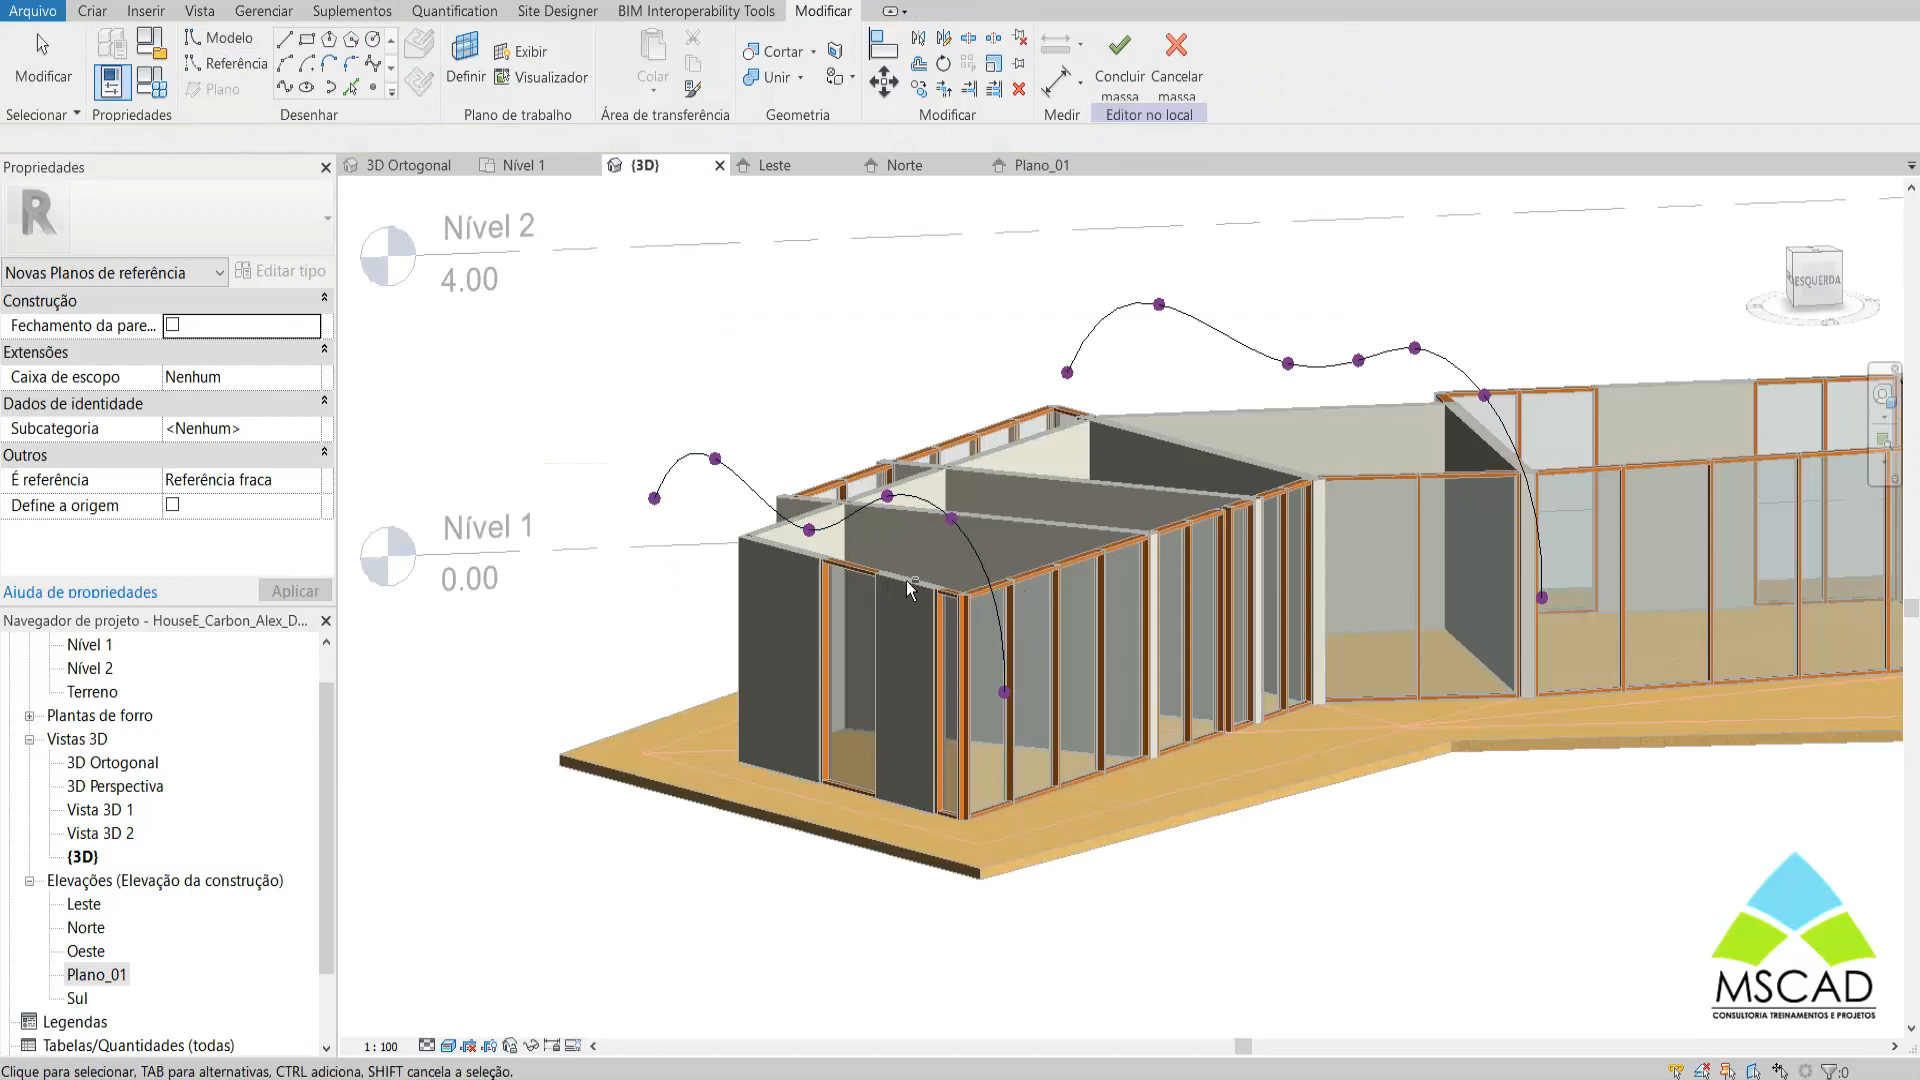 Arquivo Criar Inserir Vista Gerenciar Suplementos Quantification Site Designer BIM Interoperability Tools Modificar
Modificar Modelo Referência Plano Definir Exibir Visualizador Colar Cortar Unir Concluir massa Cancelar massa
Selecionar Propriedades Desenhar Plano de trabalho Área de transferência Geometria Modificar Medir Editor no local
Propriedades
3D Ortogonal Nível 1 {3D} Leste Norte Plano_01
R
Novas Planos de referência Editar tipo
Construção
Fechamento da pare...
Extensões
Caixa de escopo Nenhum
Dados de identidade
Subcategoria <Nenhum>
Outros
É referência Referência fraca
Define a origem
Ajuda de propriedades Aplicar
Navegador de projeto - HouseE_Carbon_Alex_D...
Nível 1
Nível 2
Terreno
Plantas de forro
Vistas 3D
3D Ortogonal
3D Perspectiva
Vista 3D 1
Vista 3D 2
{3D}
Elevações (Elevação da construção)
Leste
Norte
Oeste
Plano_01
Sul
Legendas
Tabelas/Quantidades (todas)
Nível 2
4.00
Nível 1
0.00
ESQUERDA
MSCAD
CONSULTORIA TREINAMENTOS E PROJETOS
1 : 100
Clique para selecionar, TAB para alternativas, CTRL adiciona, SHIFT cancela a seleção.
:0